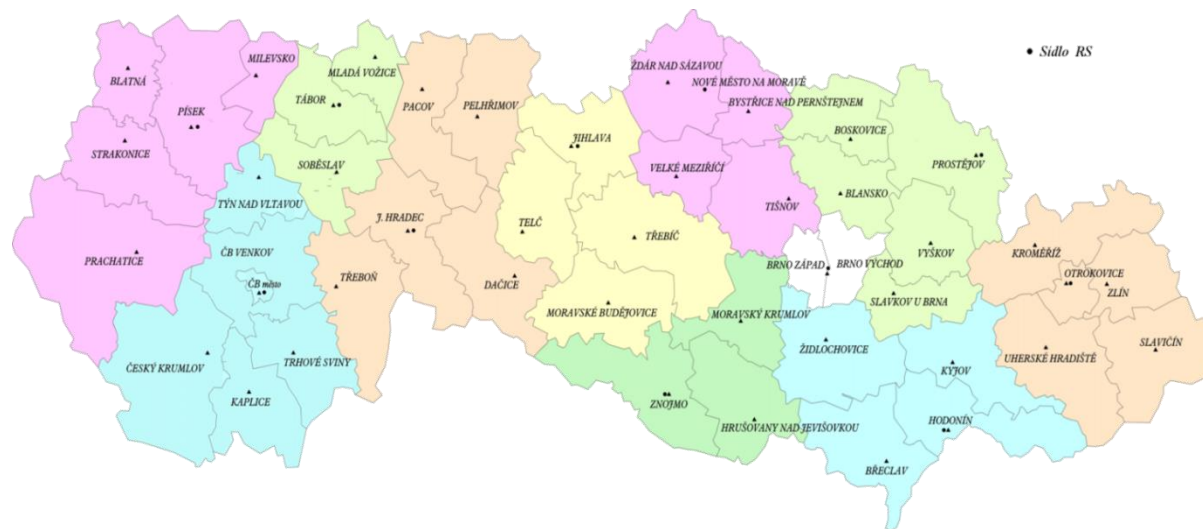 Sídlo RS
BLATNÁ
MILEVSKO
PÍSEK
STRAKONICE
PRACHATICE
MLADÁ VOŽICE
TÁBOR
SOBĚSLAV
TÝN NAD VLTAVOU
ČB VENKOV
ČB město
ČESKÝ KRUMLOV
TRHOVÉ SVINY
KAPLICE
PACOV
PELHŘIMOV
J. HRADEC
TŘEBOŇ
DAČICE
JIHLAVA
TELČ
TŘEBÍČ
MORAVSKÉ BUDĚJOVICE
ŽDÁR NAD SÁZAVOU
NOVÉ MĚSTO NA MORAVĚ
BYSTŘICE NAD PERNŠTEJNEM
VELKÉ MEZIŘÍČÍ
TIŠNOV
BOSKOVICE
PROSTĚJOV
BLANSKO
VYŠKOV
SLAVKOV U BRNA
BRNO ZÁPAD
BRNO VÝCHOD
MORAVSKÝ KRUMLOV
ZNOJMO
HRUŠOVANY NAD JEVIŠOVKOU
ŽIDLOCHOVICE
KYJOV
HODONÍN
BŘECLAV
KROMĚŘÍŽ
OTROKOVICE
ZLÍN
UHERSKÉ HRADIŠTĚ
SLAVIČÍN